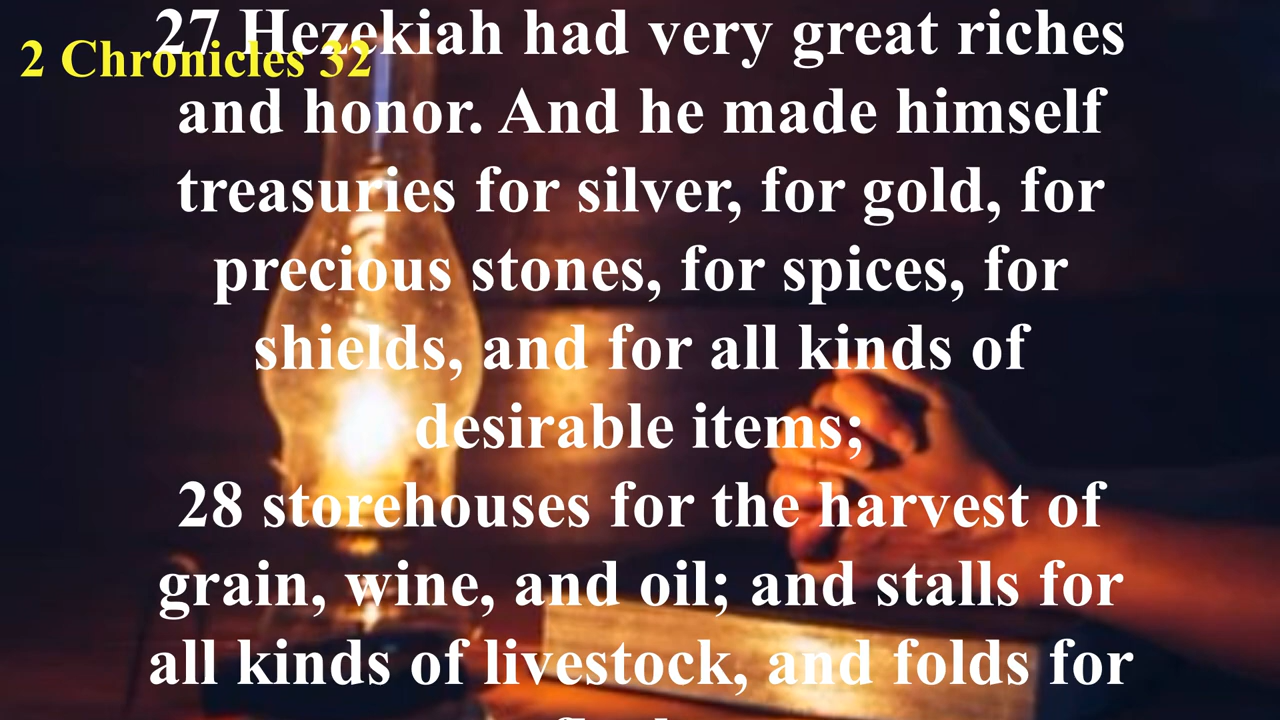 27 Hezekiah had very great riches
2 Chronicles 32
and honor. And he made himself
treasuries for silver, for gold, for
precious stones, for spices, for
shields, and for all kinds of
desirable items;
28 storehouses for the harvest of
grain, wine, and oil; and stalls for
all kinds of livestock, and folds for